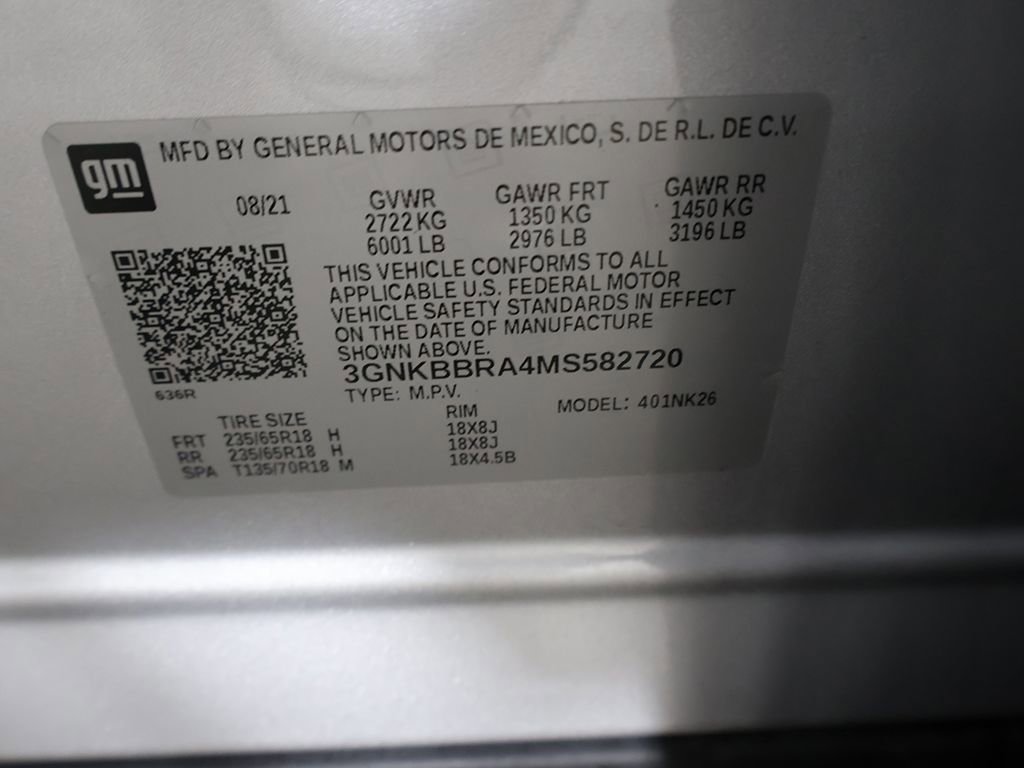 gm MFD BY GENERAL MOTORS DE MEXICO, S. DE R.L. DE C.V.
08/21 GVWR GAWR FRT GAWR RR
2722 KG 1350 KG 1450 KG
6001 LB 2976 LB 3196 LB
THIS VEHICLE CONFORMS TO ALL
APPLICABLE U.S. FEDERAL MOTOR
VEHICLE SAFETY STANDARDS IN EFFECT
ON THE DATE OF MANUFACTURE
SHOWN ABOVE.
3GNKBBRA4MS582720
636R
TYPE: M.P.V. MODEL: 401NK26
TIRE SIZE RIM
FRT 235/65R18 H 18X8J
RR 235/65R18 H 18X8J
SPA T135/70R18 M 18X4.5B